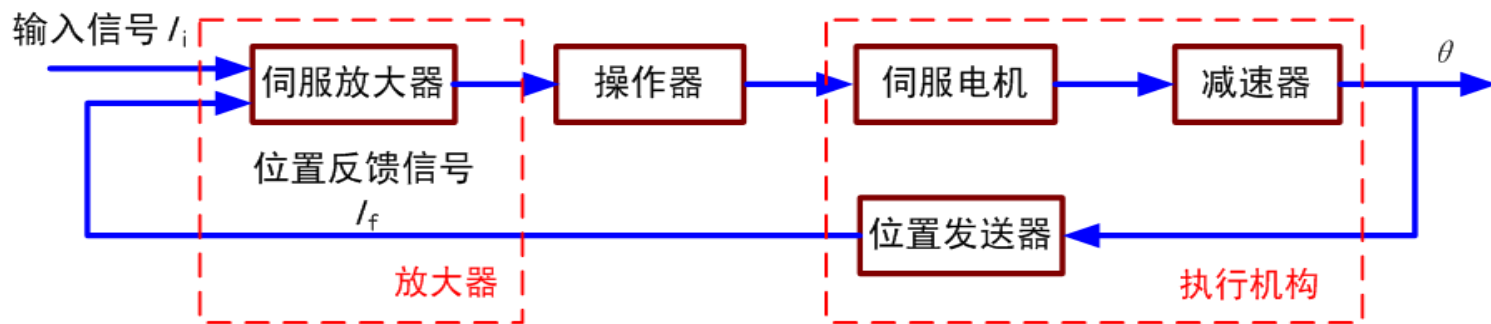 输入信号 Ii
θ
伺服放大器
操作器
伺服电机
减速器
位置反馈信号
If
位置发送器
放大器
执行机构